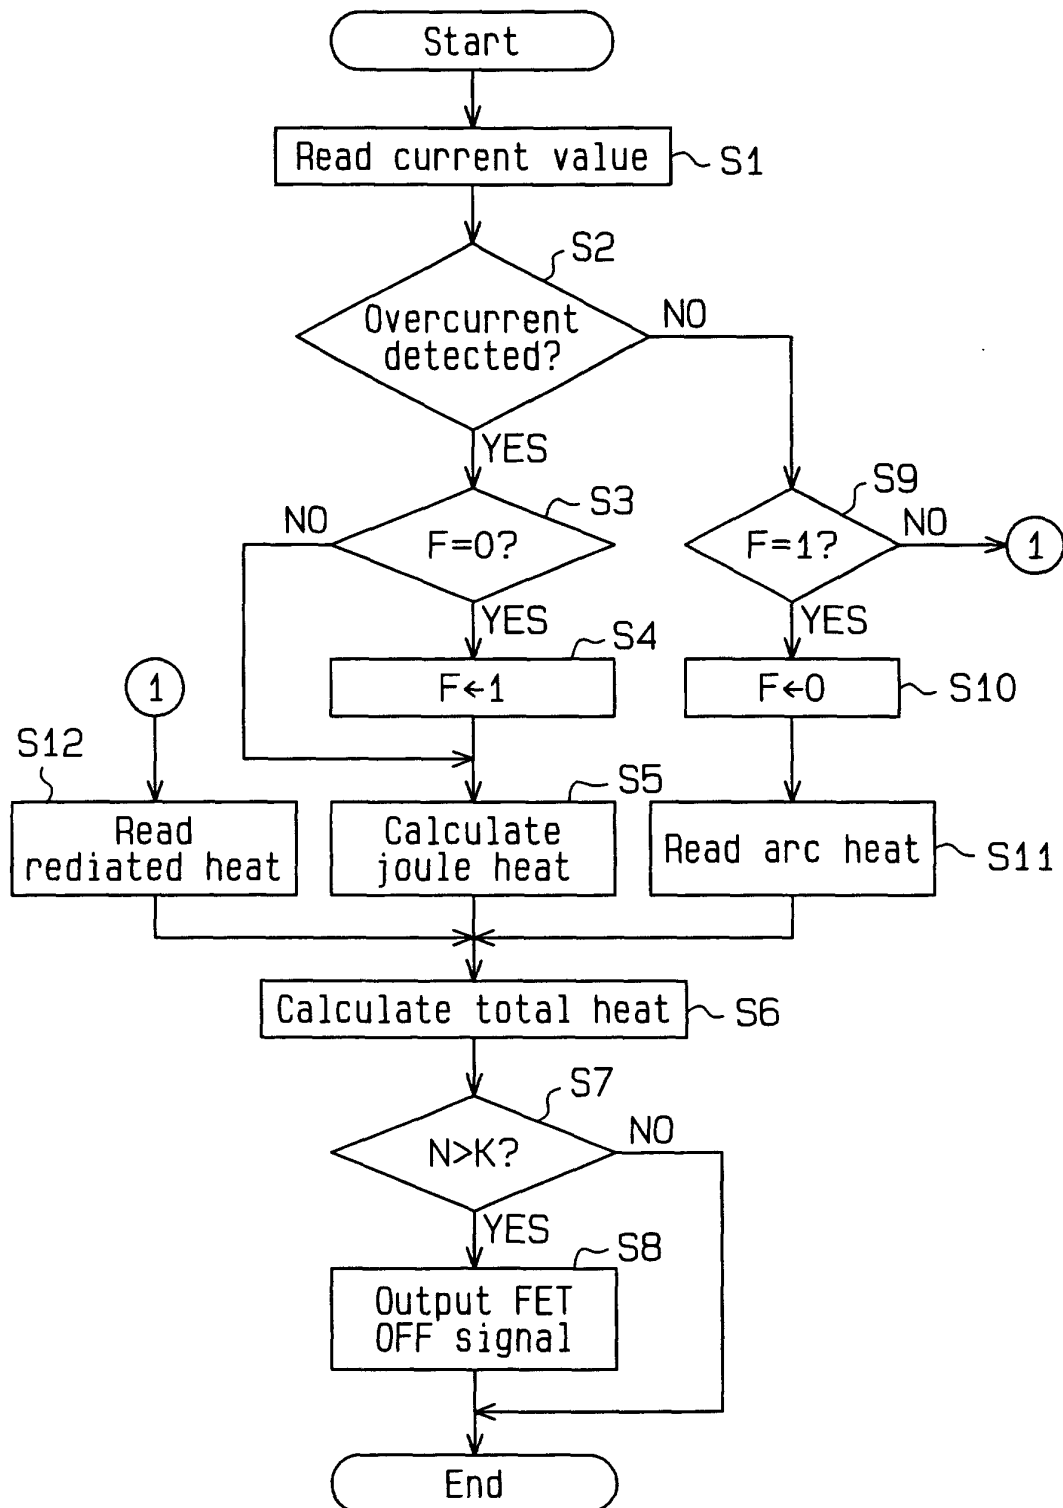 Start
Read current value
S1
S2
Overcurrent
detected?
NO
YES
S3
NO
F=0?
S9
F=1?
NO
1
YES
S4
F←1
YES
F←0
S10
1
S12
Read
rediated heat
S5
Calculate
joule heat
Read arc heat
S11
Calculate total heat
S6
S7
N>K?
NO
YES
S8
Output FET
OFF signal
End